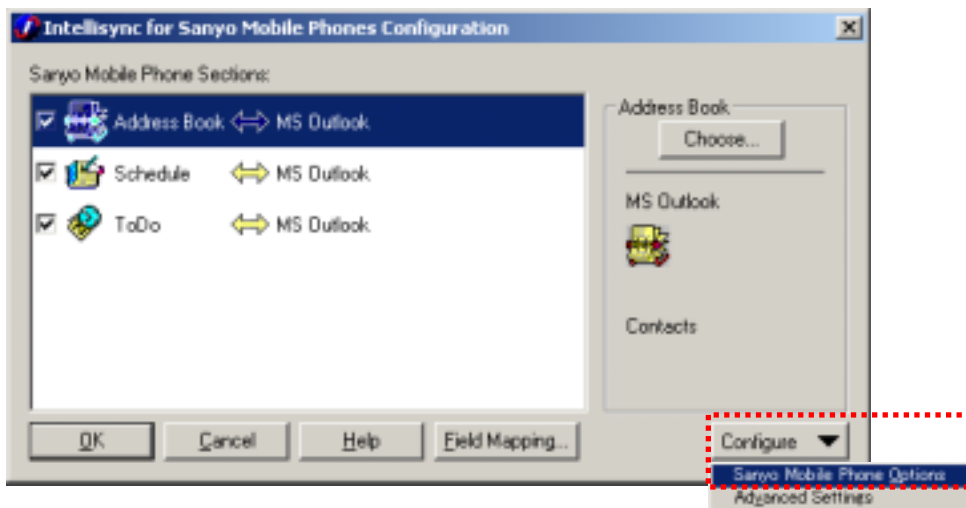 Intellisync for Sanyo Mobile Phones Configuration
Sanyo Mobile Phone Sections:
Address Book MS Outlook
Schedule MS Outlook
ToDo MS Outlook
Address Book
Choose...
MS Outlook
Contacts
OK Cancel Help Field Mapping... Configure
Sanyo Mobile Phone Options
Advanced Settings